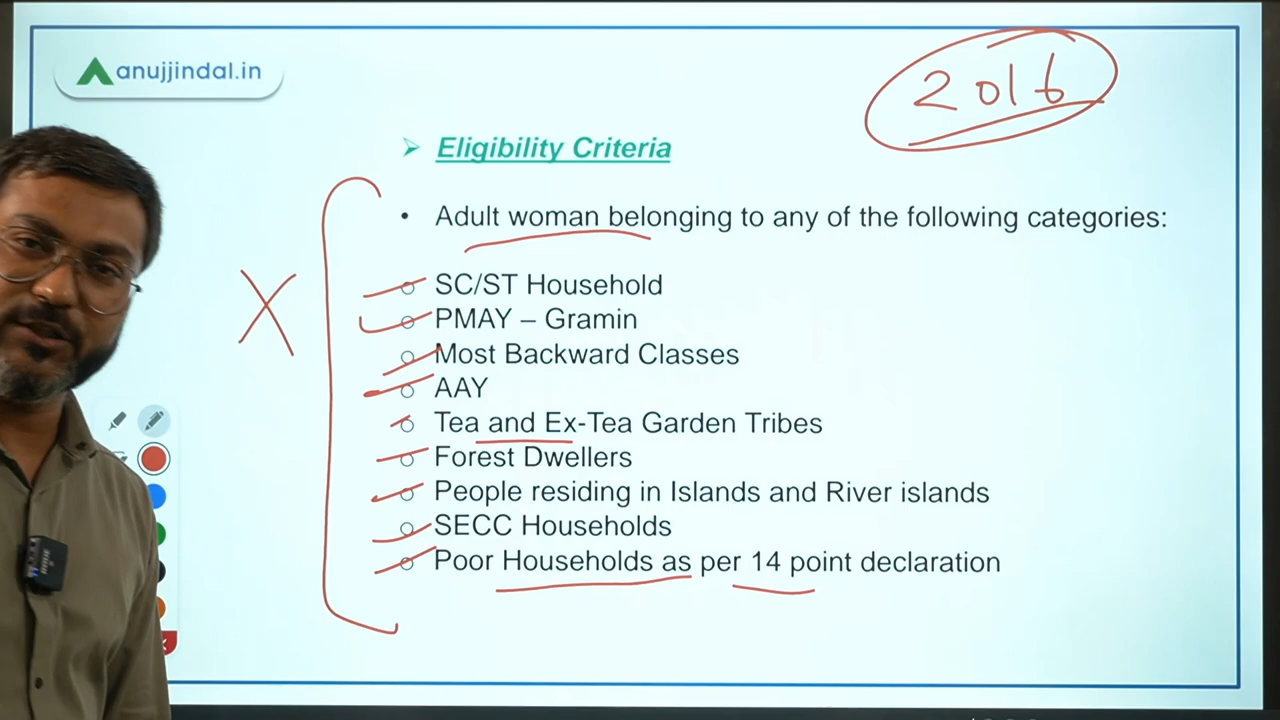 anujjindal.in
2016
Eligibility Criteria
• Adult woman belonging to any of the following categories:
SC/ST Household
PMAY – Gramin
Most Backward Classes
AAY
Tea and Ex-Tea Garden Tribes
Forest Dwellers
People residing in Islands and River islands
SECC Households
Poor Households as per 14 point declaration